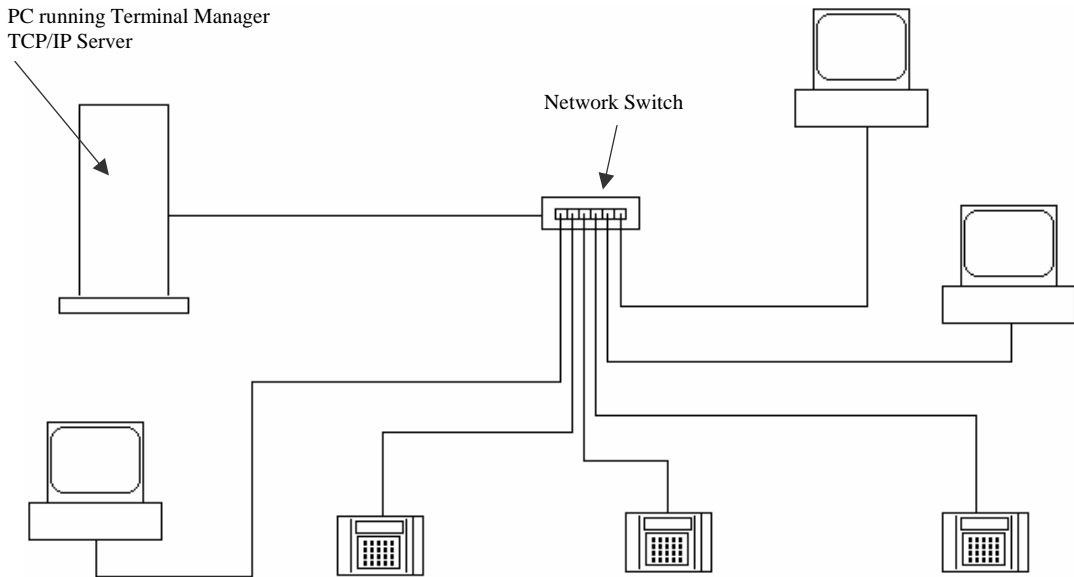 PC running Terminal Manager
TCP/IP Server
Network Switch